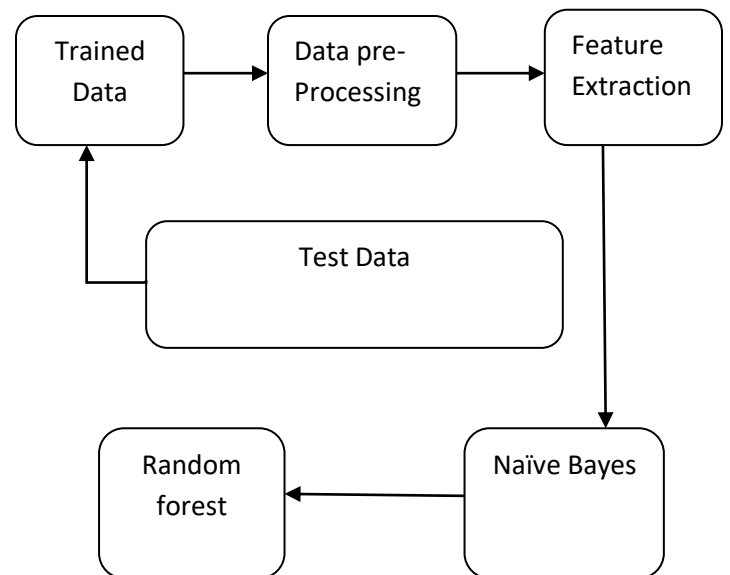 Trained
Data
Data pre-
Processing
Feature
Extraction
Test Data
Random
forest
Naïve Bayes